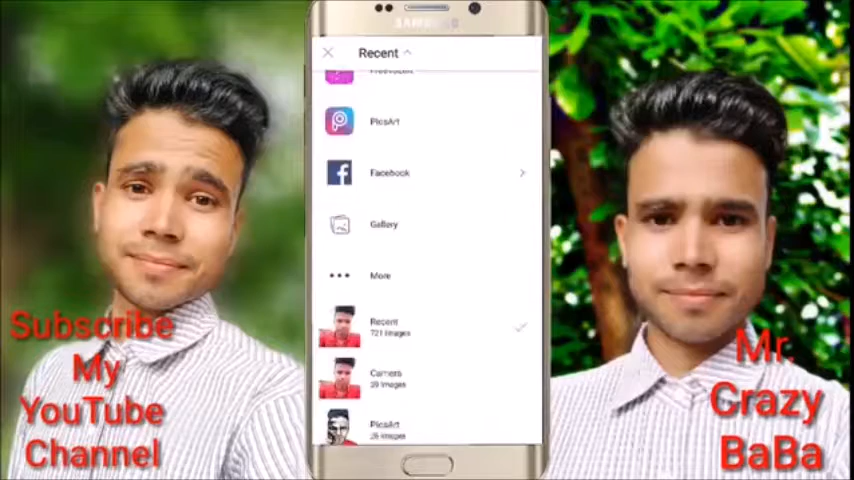 SAMSUNG
Recent
PicsArt
Facebook
Gallery
More
Recent
721 Images
Camera
29 Images
PicsArt
26 Images
Subscribe
My
YouTube
Channel
Mr.
Crazy
BaBa